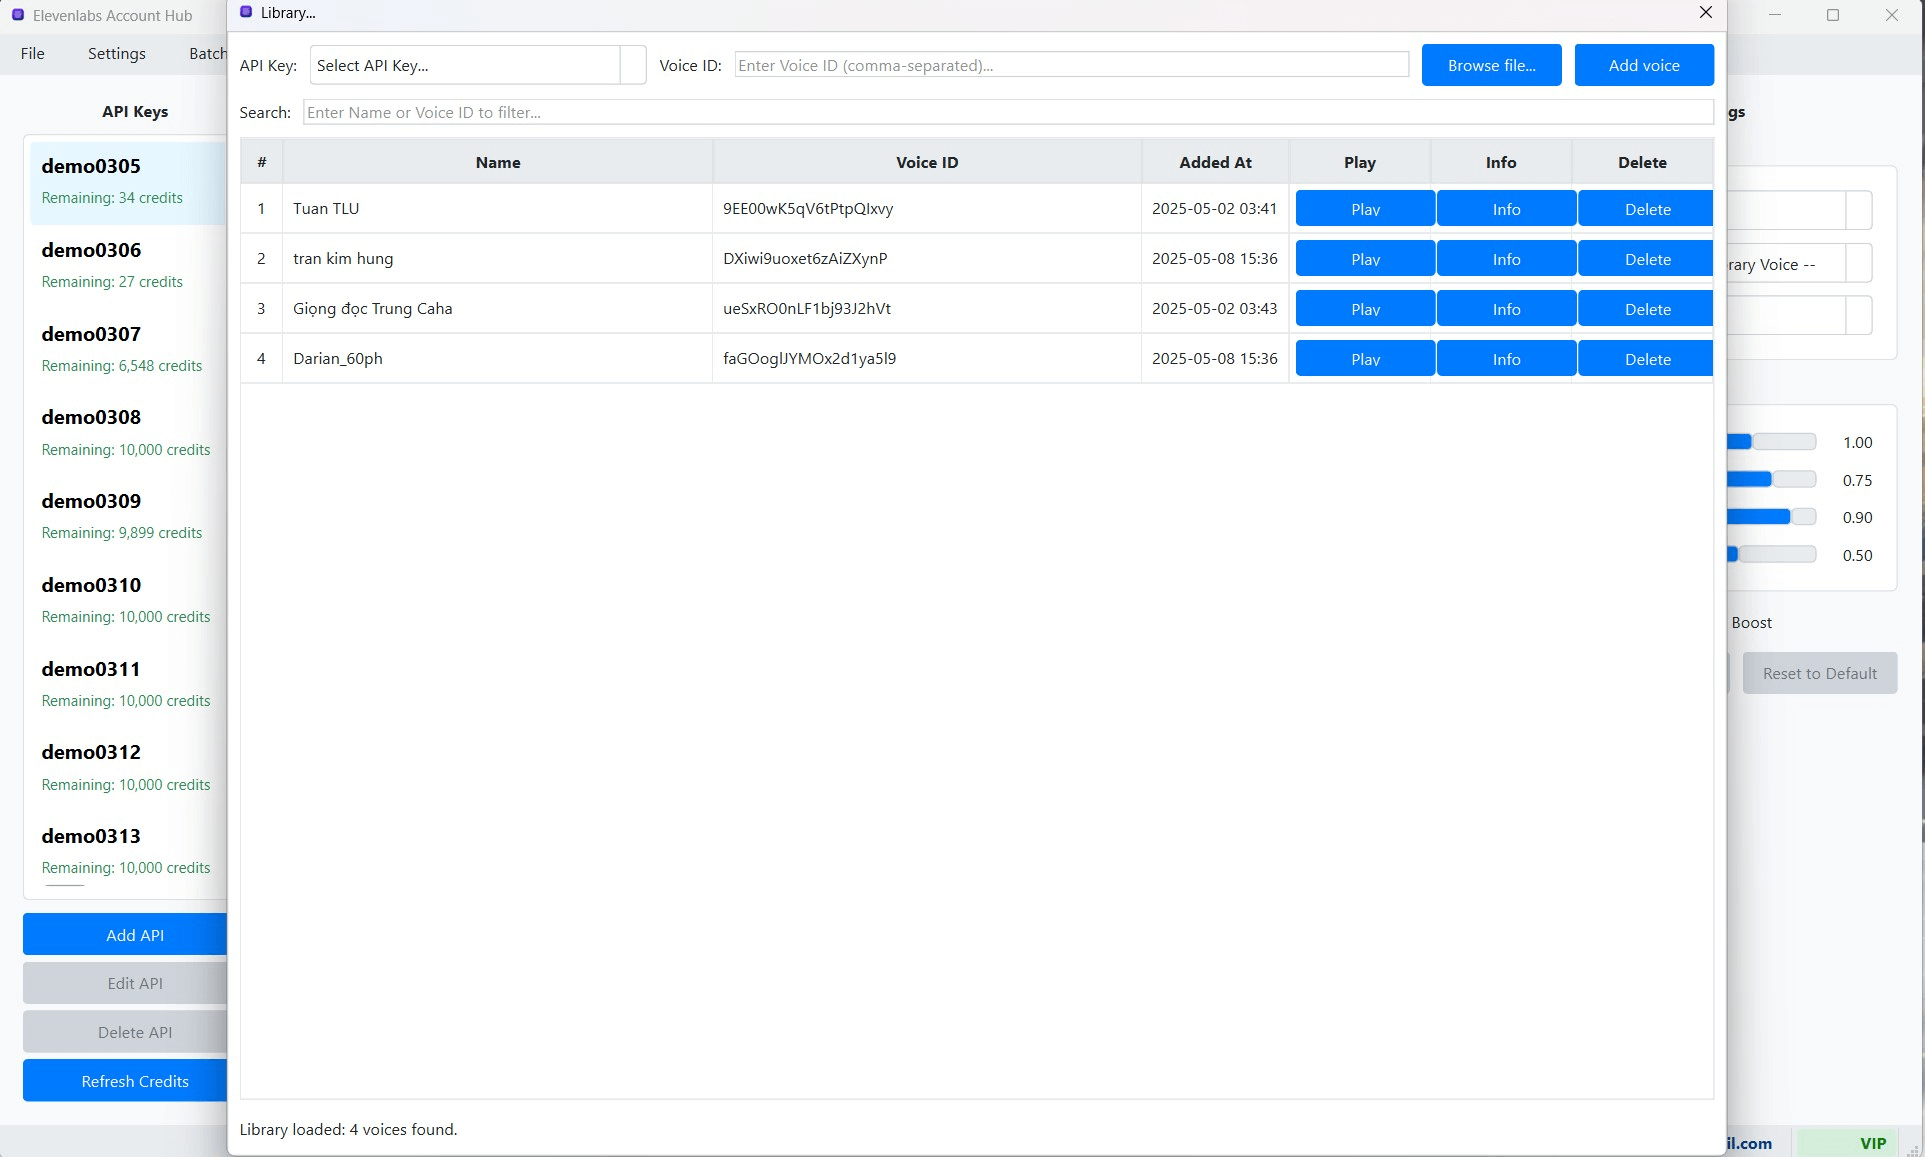 Elevenlabs Account Hub
File Settings Batch
API Keys
demo0305
Remaining: 34 credits
demo0306
Remaining: 27 credits
demo0307
Remaining: 6,548 credits
demo0308
Remaining: 10,000 credits
demo0309
Remaining: 9,899 credits
demo0310
Remaining: 10,000 credits
demo0311
Remaining: 10,000 credits
demo0312
Remaining: 10,000 credits
demo0313
Remaining: 10,000 credits
Add API
Edit API
Delete API
Refresh Credits
Library...
API Key: Select API Key... Voice ID: Enter Voice ID (comma-separated)... Browse file... Add voice
Search: Enter Name or Voice ID to filter...
# Name Voice ID Added At Play Info Delete
1 Tuan TLU 9EE00wK5qV6tPtpQIxvy 2025-05-02 03:41 Play Info Delete
2 tran kim hung DXiwi9uoxet6zAiZXynP 2025-05-08 15:36 Play Info Delete
3 Giọng đọc Trung Caha ueSxRO0nLF1bj93J2hVt 2025-05-02 03:43 Play Info Delete
4 Darian_60ph faGOoglJYMOx2d1ya5l9 2025-05-08 15:36 Play Info Delete
Library loaded: 4 voices found.
gs
rary Voice --
1.00
0.75
0.90
0.50
Boost
Reset to Default
il.com VIP